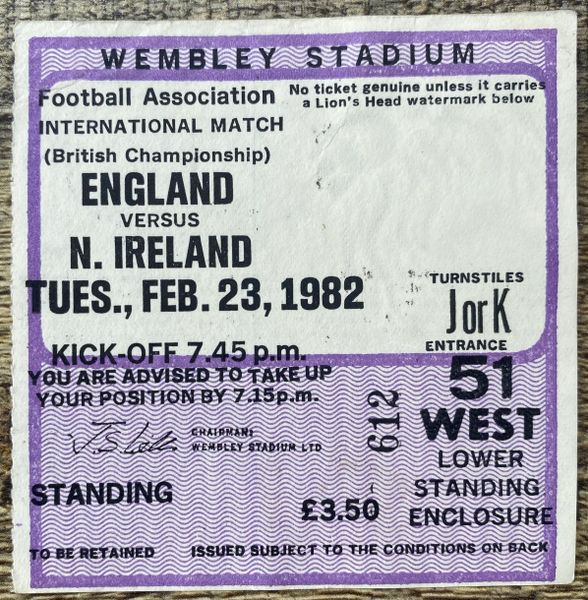 WEMBLEY STADIUM
Football Association
No ticket genuine unless it carries
a Lion's Head watermark below
INTERNATIONAL MATCH
(British Championship)
ENGLAND
VERSUS
N. IRELAND
TUES., FEB. 23, 1982
TURNSTILES
J or K
ENTRANCE
KICK-OFF 7.45 p.m.
YOU ARE ADVISED TO TAKE UP
YOUR POSITION BY 7.15p.m.
51
WEST
CHAIRMAN:
WEMBLEY STADIUM LTD
612
LOWER
STANDING
ENCLOSURE
STANDING
£3.50
TO BE RETAINED
ISSUED SUBJECT TO THE CONDITIONS ON BACK